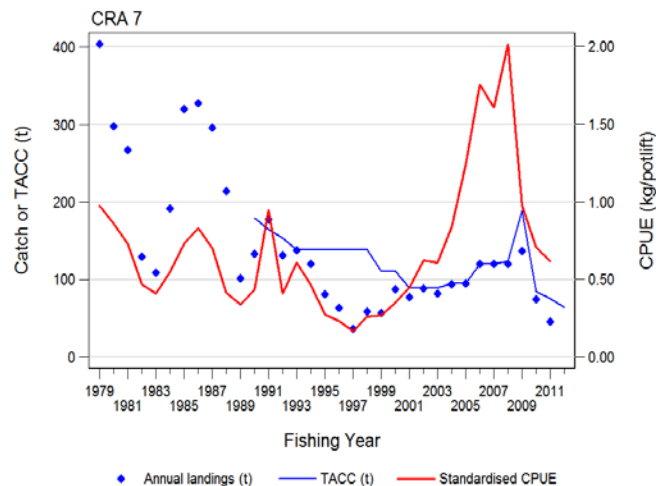 CRA 7
400
300
200
100
0
Catch or TACC (t)
2.00
1.50
1.00
0.50
0.00
CPUE (kg/potlift)
1979 1983 1987 1991 1995 1999 2003 2007 2011
1981 1985 1989 1993 1997 2001 2005 2009
Fishing Year
Annual landings (t) TACC (t) Standardised CPUE